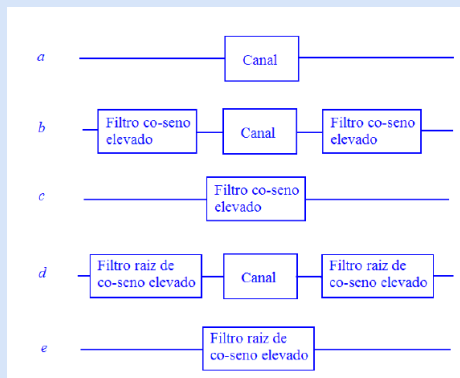 a
Canal
b
Filtro co-seno
elevado
Canal
Filtro co-seno
elevado
c
Filtro co-seno
elevado
d
Filtro raiz de
co-seno elevado
Canal
Filtro raiz de
co-seno elevado
e
Filtro raiz de
co-seno elevado